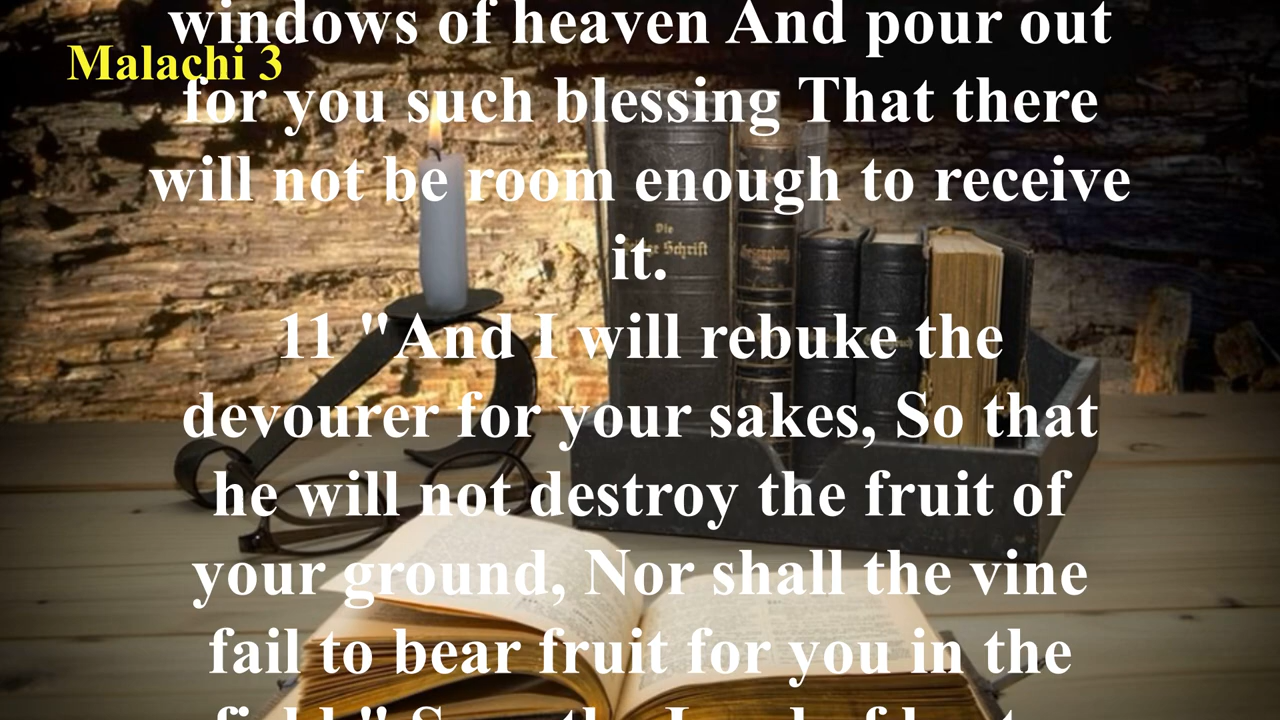 windows of heaven And pour out
Malachi 3
for you such blessing That there
will not be room enough to receive
it.
11 "And I will rebuke the
devourer for your sakes, So that
he will not destroy the fruit of
your ground, Nor shall the vine
fail to bear fruit for you in the
Die
Schrift